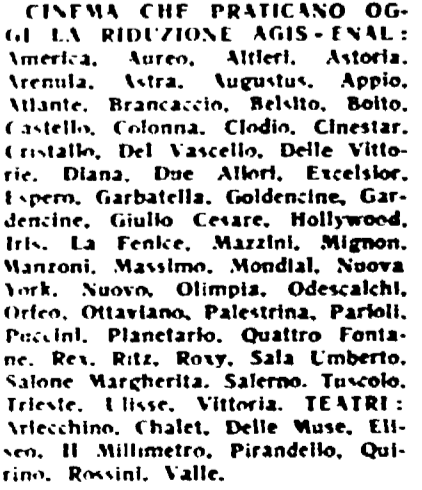 CINEMA CHE PRATICANO OG-
GI LA RIDUZIONE AGIS-ENAL:
America, Aureo, Altieri, Astoria,
Arenula, Astra, Augustus, Appio,
Atlante, Brancaccio, Belsito, Boito,
Castello, Colonna, Clodio, Cinestar,
Cristallo, Del Vascello, Delle Vitto-
rie, Diana, Due Allori, Excelsior,
Espero, Garbatella, Goldencine, Gar-
dencine, Giulio Cesare, Hollywood,
Iris, La Fenice, Mazzini, Mignon,
Manzoni, Massimo, Mondial, Nuova
York, Nuovo, Olimpia, Odescalchi,
Orfeo, Ottaviano, Palestrina, Parioli,
Puccini, Planetario, Quattro Fonta-
ne, Rex, Ritz, Roxy, Sala Umberto,
Salone Margherita, Salerno, Tuscolo,
Trieste, Ulisse, Vittoria. TEATRI:
Arlecchino, Chalet, Delle Muse, Eli-
seo, Il Millimetro, Pirandello, Qui-
rino, Rossini, Valle.